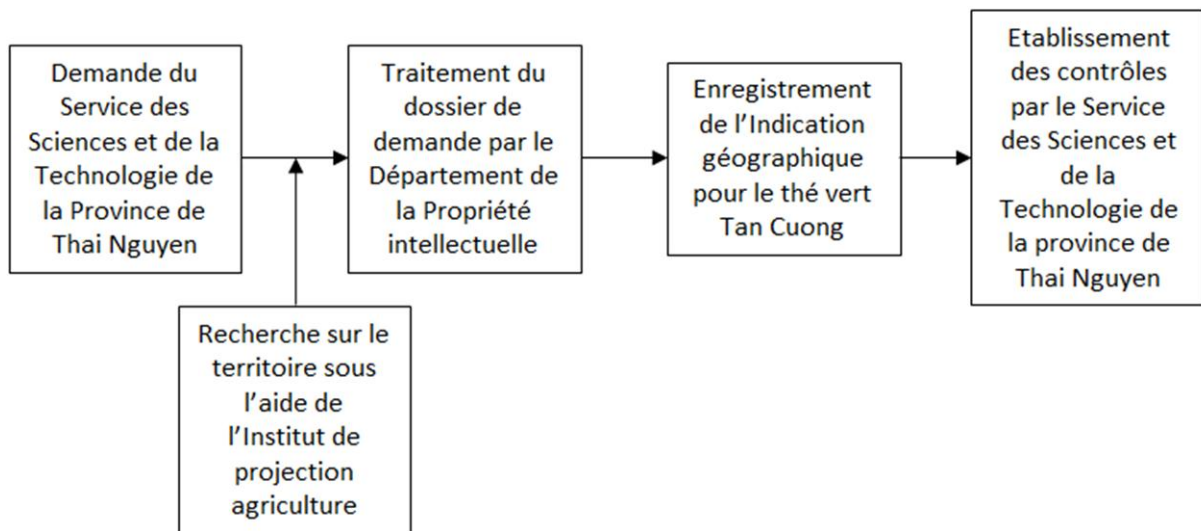 Demande du
Service des
Sciences et de la
Technologie de
la Province de
Thai Nguyen
Traitement du
dossier de
demande par le
Département de
la Propriété
intellectuelle
Enregistrement
de l'Indication
géographique
pour le thé vert
Tan Cuong
Etablissement
des contrôles
par le Service
des Sciences et
de la
Technologie de
la province de
Thai Nguyen
Recherche sur le
territoire sous
l'aide de
l'Institut de
projection
agriculture